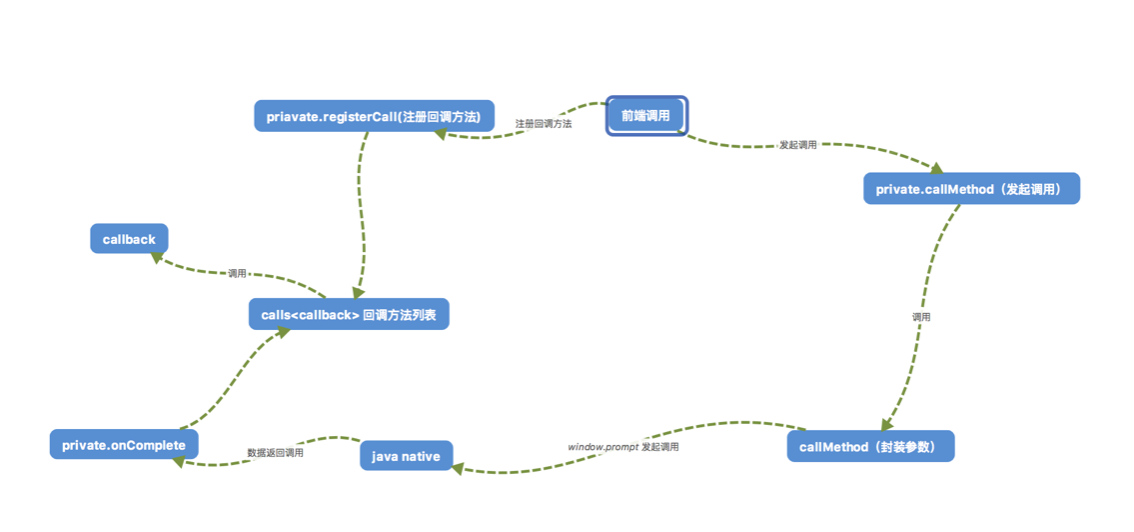 前端调用
priavate.registerCall(注册回调方法)
注册回调方法
发起调用
private.callMethod（发起调用）
callback
调用
calls<callback> 回调方法列表
调用
private.onComplete
数据返回调用
java native
window.prompt 发起调用
callMethod（封装参数）